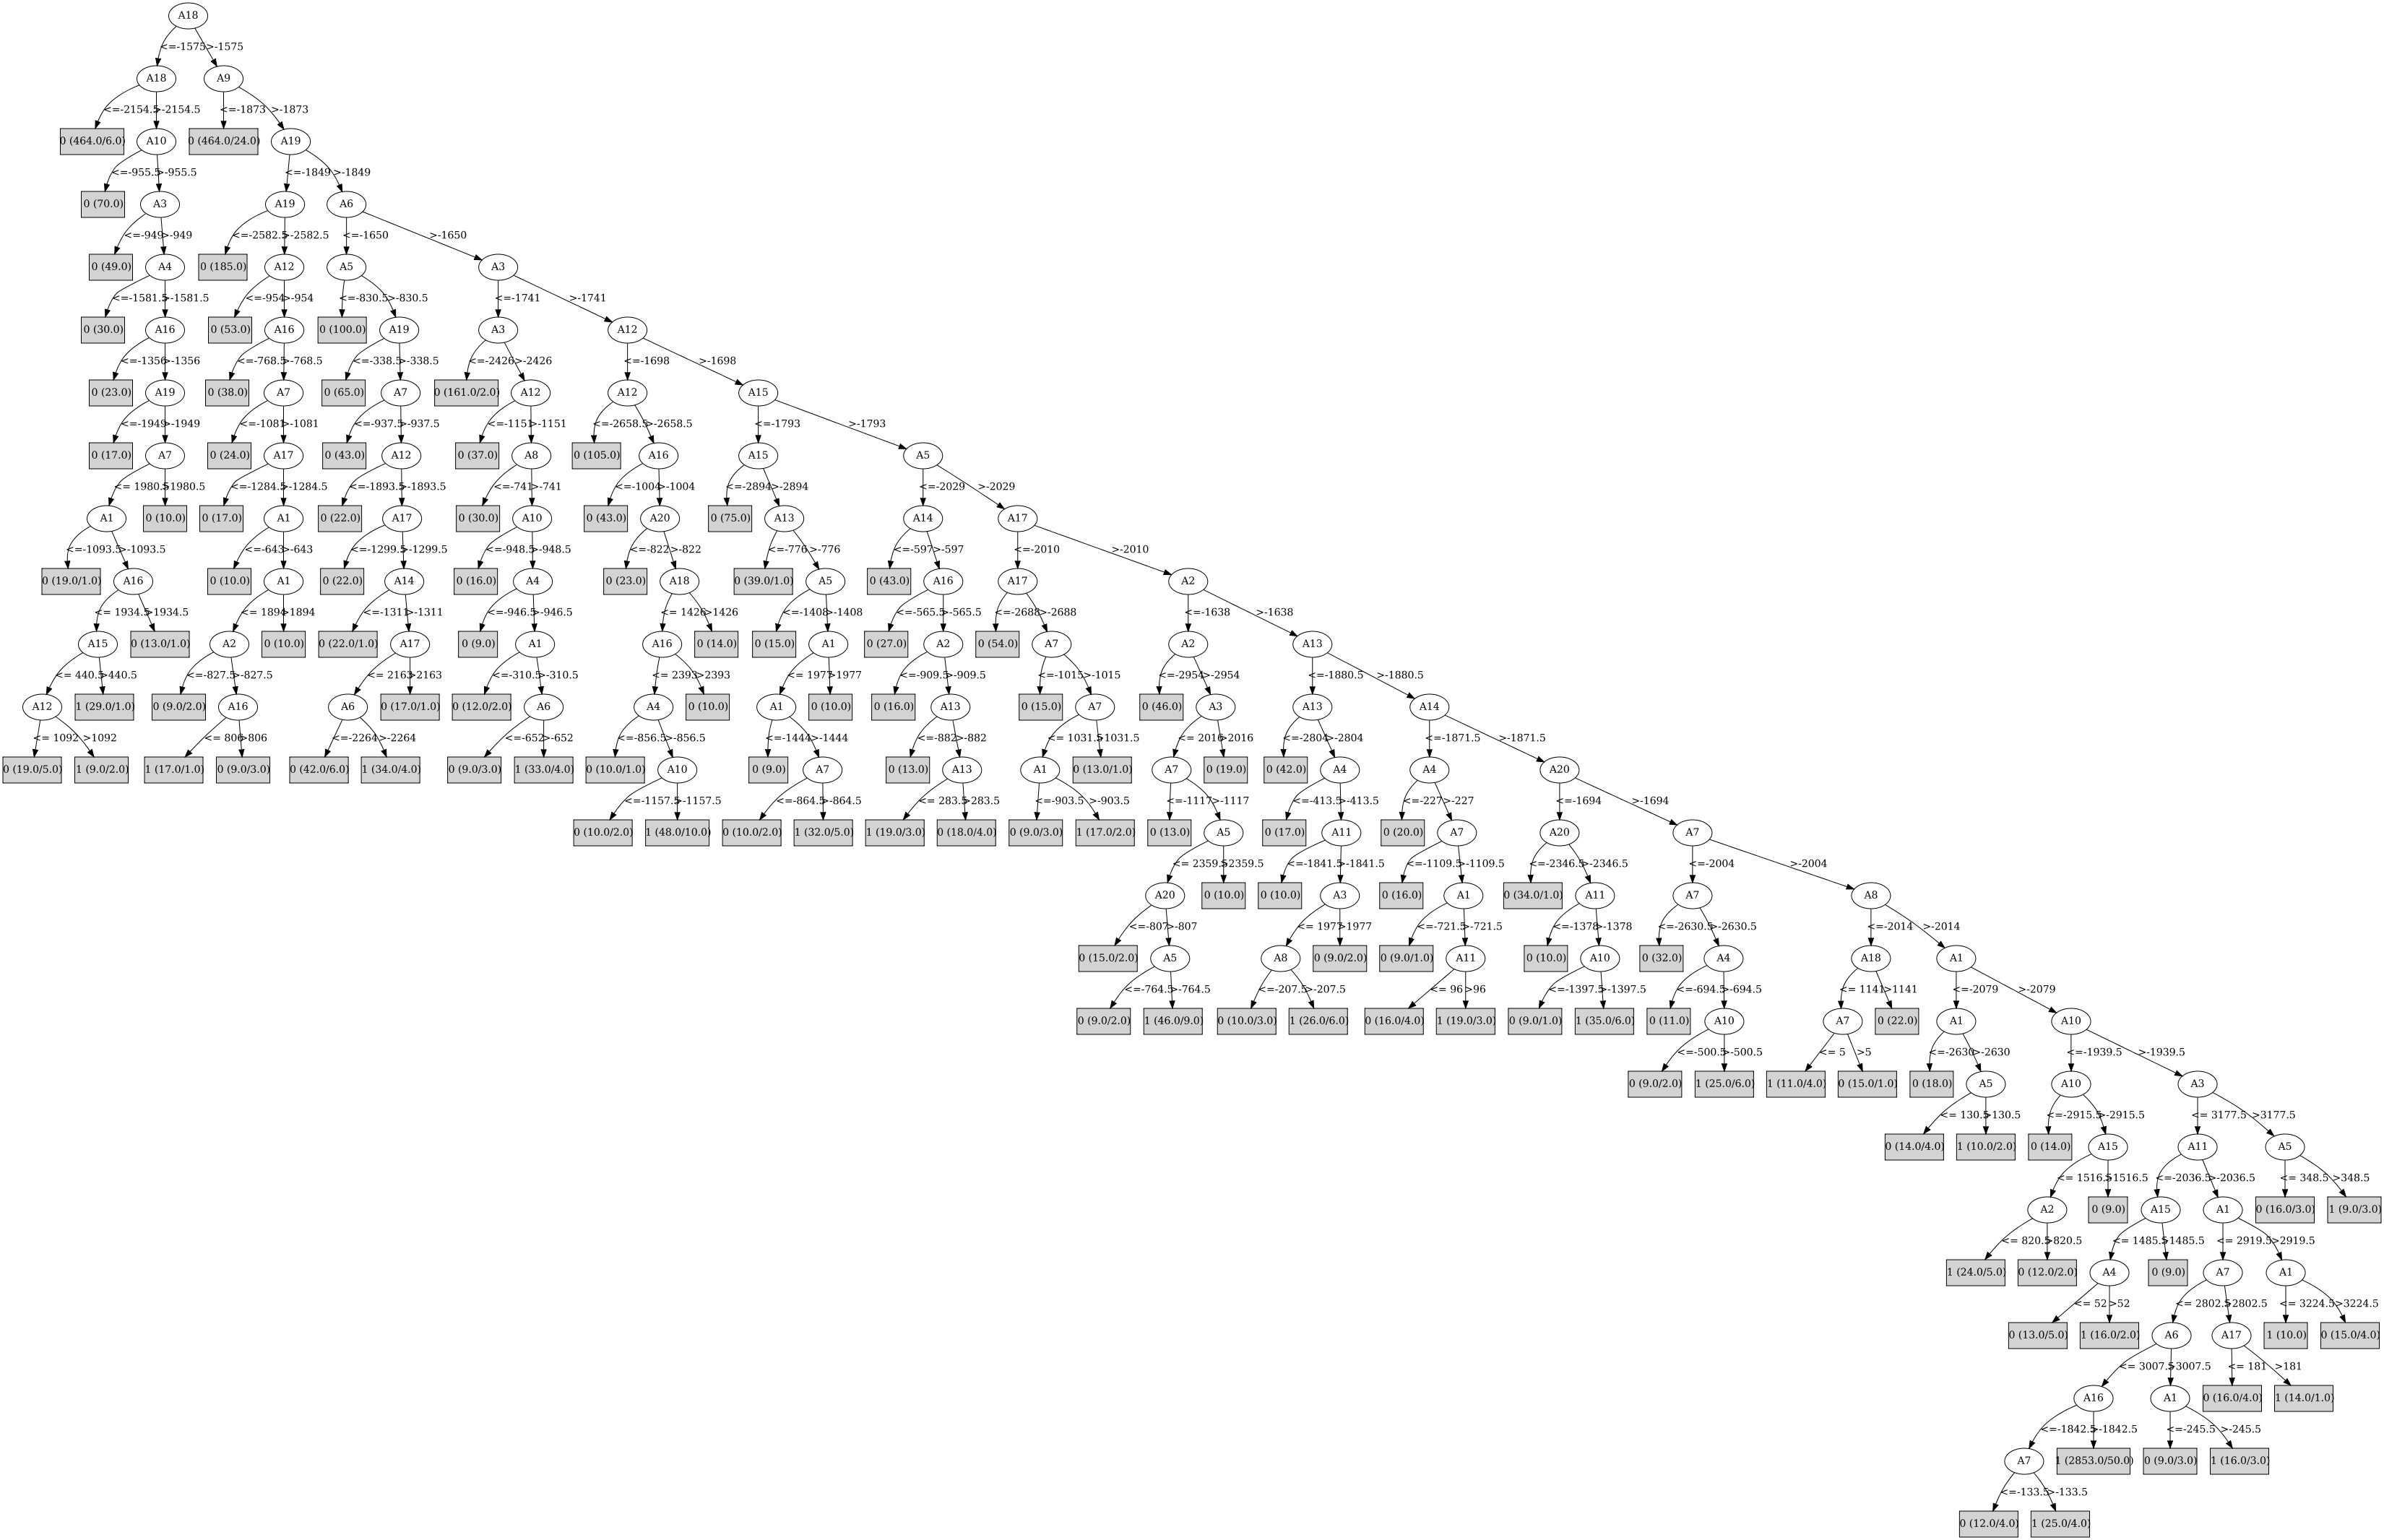 A18
<=-1575 >-1575
A18 A9
<=-2154.5 >-2154.5 <=-1873 >-1873
0 (464.0/6.0) A10 0 (464.0/24.0) A19
<=-955.5 >-955.5 <=-1849 >-1849
0 (70.0) A3 A19 A6
<=-949 >-949 <=-2582.5 >-2582.5 <=-1650 >-1650
0 (49.0) A4 0 (185.0) A12 A5 A3
<=-1581.5 >-1581.5 <=-954 >-954 <=-830.5 >-830.5 <=-1741 >-1741
0 (30.0) A16 0 (53.0) A16 0 (100.0) A19 A3 A12
<=-1356 >-1356 <=-768.5 >-768.5 <=-338.5 >-338.5 <=-2426 >-2426 <=-1698 >-1698
0 (23.0) A19 0 (38.0) A7 0 (65.0) A7 0 (161.0/2.0) A12 A12 A15
<=-1949 >-1949 <=-1081 >-1081 <=-937.5 >-937.5 <=-1151 >-1151 <=-2658.5 >-2658.5 <=-1793 >-1793
0 (17.0) A7 0 (24.0) A17 0 (43.0) A12 0 (37.0) A8 0 (105.0) A16 A15 A5
<= 1980.5 >1980.5 <=-1284.5 >-1284.5 <=-1893.5 >-1893.5 <=-741 >-741 <=-1004 >-1004 <=-2894 >-2894 <=-2029 >-2029
A1 0 (10.0) 0 (17.0) A1 0 (22.0) A17 0 (30.0) A10 0 (43.0) A20 0 (75.0) A13 A14 A17
<=-1093.5 >-1093.5 <=-643 >-643 <=-1299.5 >-1299.5 <=-948.5 >-948.5 <=-822 >-822 <=-776 >-776 <=-597 >-597 <=-2010 >-2010
0 (19.0/1.0) A16 0 (10.0) A1 0 (22.0) A14 0 (16.0) A4 0 (23.0) A18 0 (39.0/1.0) A5 0 (43.0) A16 A17 A2
<= 1934.5 >1934.5 <= 1894 >1894 <=-1311 >-1311 <=-946.5 >-946.5 <= 1426 >1426 <=-1408 >-1408 <=-565.5 >-565.5 <=-2688 >-2688 <=-1638 >-1638
A15 0 (13.0/1.0) A2 0 (10.0) 0 (22.0/1.0) A17 0 (9.0) A1 A16 0 (14.0) 0 (15.0) A1 0 (27.0) A2 0 (54.0) A7 A2 A13
<= 440.5 >440.5 <=-827.5 >-827.5 <= 2163 >2163 <=-310.5 >-310.5 <= 2393 >2393 <= 1977 >1977 <=-909.5 >-909.5 <=-1015 >-1015 <=-2954 >-2954 <=-1880.5 >-1880.5
A12 1 (29.0/1.0) 0 (9.0/2.0) A16 A6 0 (17.0/1.0) 0 (12.0/2.0) A6 A4 0 (10.0) A1 0 (10.0) 0 (16.0) A13 0 (15.0) A7 0 (46.0) A3 A13 A14
<= 1092 >1092 <= 806 >806 <=-2264 >-2264 <=-652 >-652 <=-856.5 >-856.5 <=-1444 >-1444 <=-882 >-882 <= 1031.5 >1031.5 <= 2016 >2016 <=-2804 >-2804 <=-1871.5 >-1871.5
0 (19.0/5.0) 1 (9.0/2.0) 1 (17.0/1.0) 0 (9.0/3.0) 0 (42.0/6.0) 1 (34.0/4.0) 0 (9.0/3.0) 1 (33.0/4.0) 0 (10.0/1.0) A10 0 (9.0) A7 0 (13.0) A13 A1 0 (13.0/1.0) A7 0 (19.0) 0 (42.0) A4 A4 A20
<=-1157.5 >-1157.5 <=-864.5 >-864.5 <= 283.5 >283.5 <=-903.5 >-903.5 <=-1117 >-1117 <=-413.5 >-413.5 <=-227 >-227 <=-1694 >-1694
0 (10.0/2.0) 1 (48.0/10.0) 0 (10.0/2.0) 1 (32.0/5.0) 1 (19.0/3.0) 0 (18.0/4.0) 0 (9.0/3.0) 1 (17.0/2.0) 0 (13.0) A5 0 (17.0) A11 0 (20.0) A7 A20 A7
<= 2359.5 >2359.5 <=-1841.5 >-1841.5 <=-1109.5 >-1109.5 <=-2346.5 >-2346.5 <=-2004 >-2004
A20 0 (10.0) 0 (10.0) A3 0 (16.0) A1 0 (34.0/1.0) A11 A7 A8
<=-807 >-807 <= 1977 >1977 <=-721.5 >-721.5 <=-1378 >-1378 <=-2630.5 >-2630.5 <=-2014 >-2014
0 (15.0/2.0) A5 A8 0 (9.0/2.0) 0 (9.0/1.0) A11 0 (10.0) A10 0 (32.0) A4 A18 A1
<=-764.5 >-764.5 <=-207.5 >-207.5 <= 96 >96 <=-1397.5 >-1397.5 <=-694.5 >-694.5 <= 1141 >1141 <=-2079 >-2079
0 (9.0/2.0) 1 (46.0/9.0) 0 (10.0/3.0) 1 (26.0/6.0) 0 (16.0/4.0) 1 (19.0/3.0) 0 (9.0/1.0) 1 (35.0/6.0) 0 (11.0) A10 A7 0 (22.0) A1 A10
<=-500.5 >-500.5 <= 5 >5 <=-2630 >-2630 <=-1939.5 >-1939.5
0 (9.0/2.0) 1 (25.0/6.0) 1 (11.0/4.0) 0 (15.0/1.0) 0 (18.0) A5 A10 A3
<= 130.5 >130.5 <=-2915.5 >-2915.5 <= 3177.5 >3177.5
0 (14.0/4.0) 1 (10.0/2.0) 0 (14.0) A15 A11 A5
<= 1516.5 >1516.5 <=-2036.5 >-2036.5 <= 348.5 >348.5
A2 0 (9.0) A15 A1 0 (16.0/3.0) 1 (9.0/3.0)
<= 820.5 >820.5 <= 1485.5 >1485.5 <= 2919.5 >2919.5
1 (24.0/5.0) 0 (12.0/2.0) A4 0 (9.0) A7 A1
<= 52 >52 <= 2802.5 >2802.5 <= 3224.5 >3224.5
0 (13.0/5.0) 1 (16.0/2.0) A6 A17 1 (10.0) 0 (15.0/4.0)
<= 3007.5 >3007.5 <= 181 >181
A16 A1 0 (16.0/4.0) 1 (14.0/1.0)
<=-1842.5 >-1842.5 <=-245.5 >-245.5
A7 1 (2853.0/50.0) 0 (9.0/3.0) 1 (16.0/3.0)
<=-133.5 >-133.5
0 (12.0/4.0) 1 (25.0/4.0)